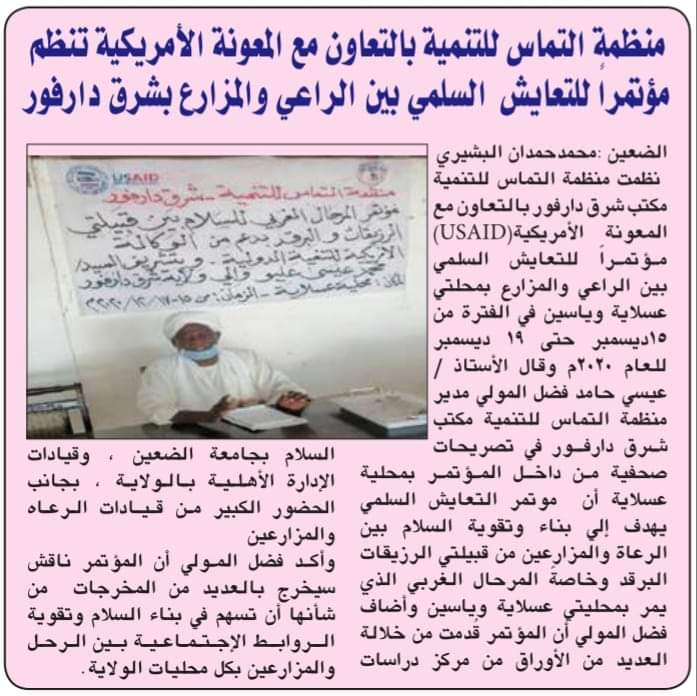 منظمة التماس للتنمية بالتعاون مع المعونة الأمريكية تنظم
مؤتمراً للتعايش السلمي بين الراعي والمزارع بشرق دارفور
الضعين :محمدحمدان البشيري
نظمت منظمة التماس للتنمية
مكتب شرق دارفور بالتعاون مع
المعونة الأمريكية(USAID)
مؤتمراً للتعايش السلمي
بين الراعي والمزارع بمحلتي
عسلاية وياسين في الفترة من
١٥ديسمبر حتى ١٩ ديسمبر
للعام ٢٠٢٠م وقال الأستاذ /
عيسي حامد فضل المولي مدير
منظمة التماس للتنمية مكتب
شرق دارفور في تصريحات
صحفية من داخل المؤتمر بمحلية
عسلاية أن موتمر التعايش السلمي
يهدف إلي بناء وتقوية السلام بين
الرعاة والمزارعين من قبيلتي الرزيقات
البرقد وخاصةً المرحال الغربي الذي
يمر بمحليتي عسلاية وياسين وأضاف
فضل المولي أن المؤتمر قُدمت من خلالة
العديد من الأوراق من مركز دراسات
السلام بجامعة الضعين ، وقيادات
الإدارة الأهلية بالولاية ، بجانب
الحضور الكبير من قيادات الرعاه
والمزارعين
وأكد فضل المولي أن المؤتمر ناقش
سيخرج بالعديد من المخرجات من
شأنها أن تسهم في بناء السلام وتقوية
الروابط الإجتماعية بين الرحل
والمزارعين بكل محليات الولاية.
USAID
منظمة التماس للتنمية - شرق دارفور
مؤتمر المرحال الغربي للسلام بين قبيلتي
الرزيقات و البرقد بدعم من الوكالة
الأمريكية للتنمية الدولية - وبتشريف السيد/
محمد عيسى عليو والي ولاية شرق دارفور
المكان: محلية عسلاية - الزمان: من ١٥-١٧/١٢/٢٠٢٠